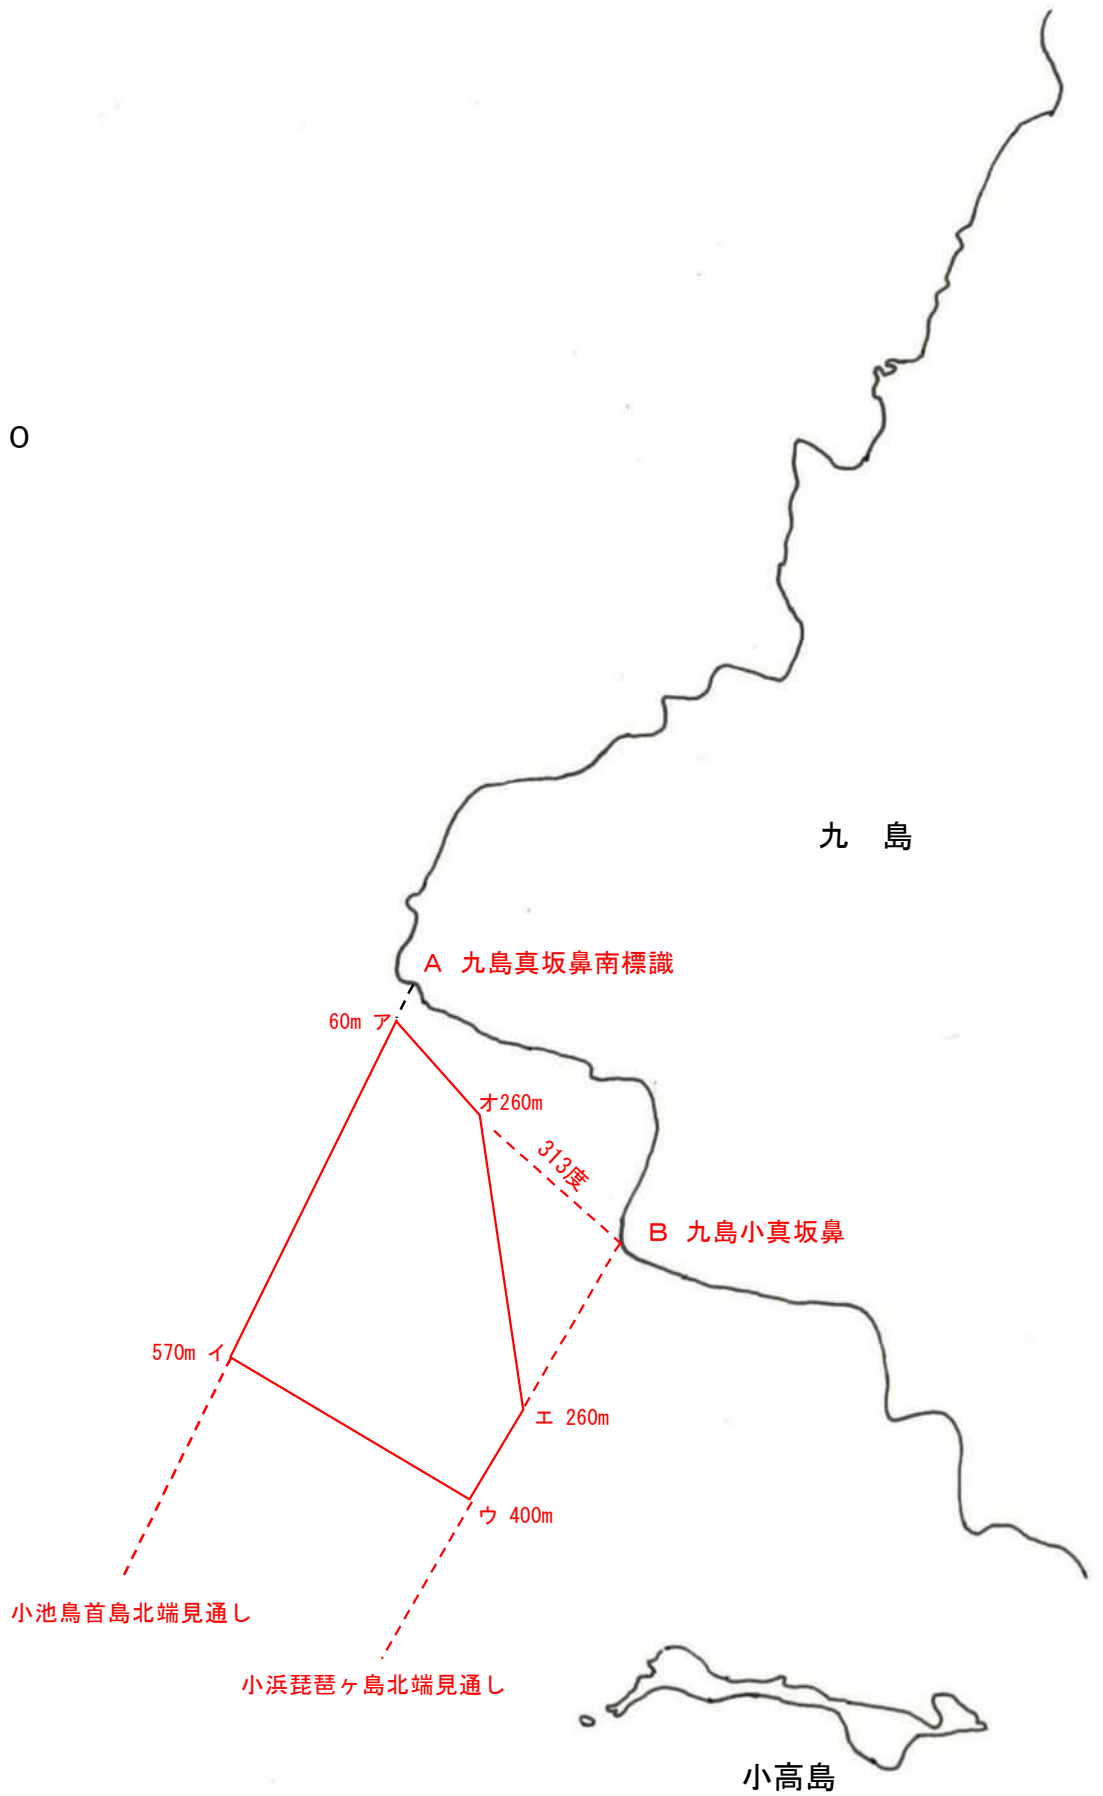 0
九 島
A 九島真坂鼻南標識
60m ア
オ260m
313度
B 九島小真坂鼻
570m イ
エ 260m
ウ 400m
小池鳥首島北端見通し
小浜琵琶ヶ島北端見通し
小高島